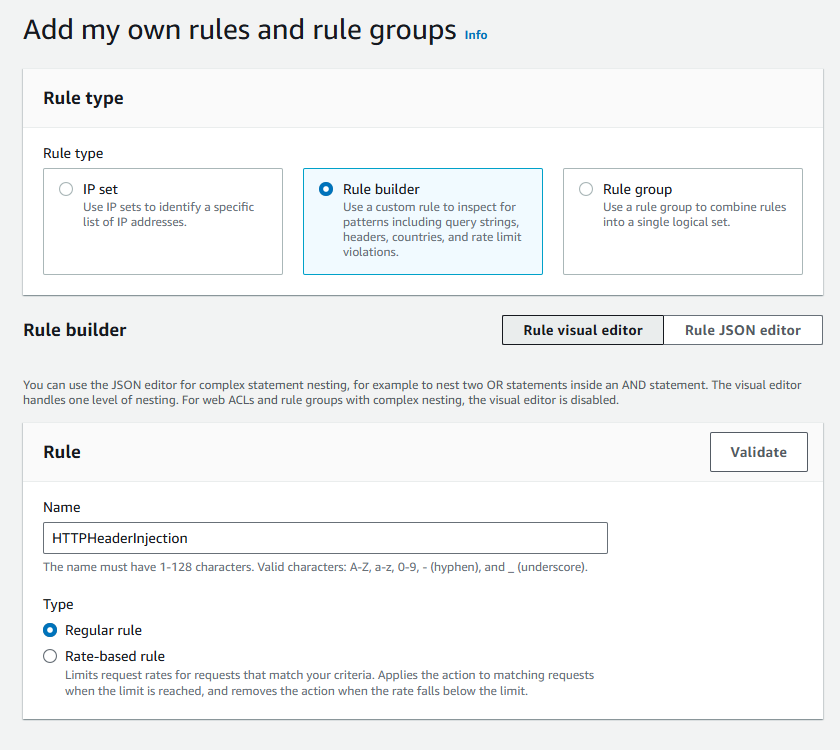 Add my own rules and rule groups Info
Rule type
Rule type
IP set
Use IP sets to identify a specific
list of IP addresses.
Rule builder
Use a custom rule to inspect for
patterns including query strings,
headers, countries, and rate limit
violations.
Rule group
Use a rule group to combine rules
into a single logical set.
Rule builder
Rule visual editor
Rule JSON editor
You can use the JSON editor for complex statement nesting, for example to nest two OR statements inside an AND statement. The visual editor
handles one level of nesting. For web ACLs and rule groups with complex nesting, the visual editor is disabled.
Rule
Validate
Name
HTTPHeaderInjection
The name must have 1-128 characters. Valid characters: A-Z, a-z, 0-9, - (hyphen), and _ (underscore).
Type
Regular rule
Rate-based rule
Limits request rates for requests that match your criteria. Applies the action to matching requests
when the limit is reached, and removes the action when the rate falls below the limit.